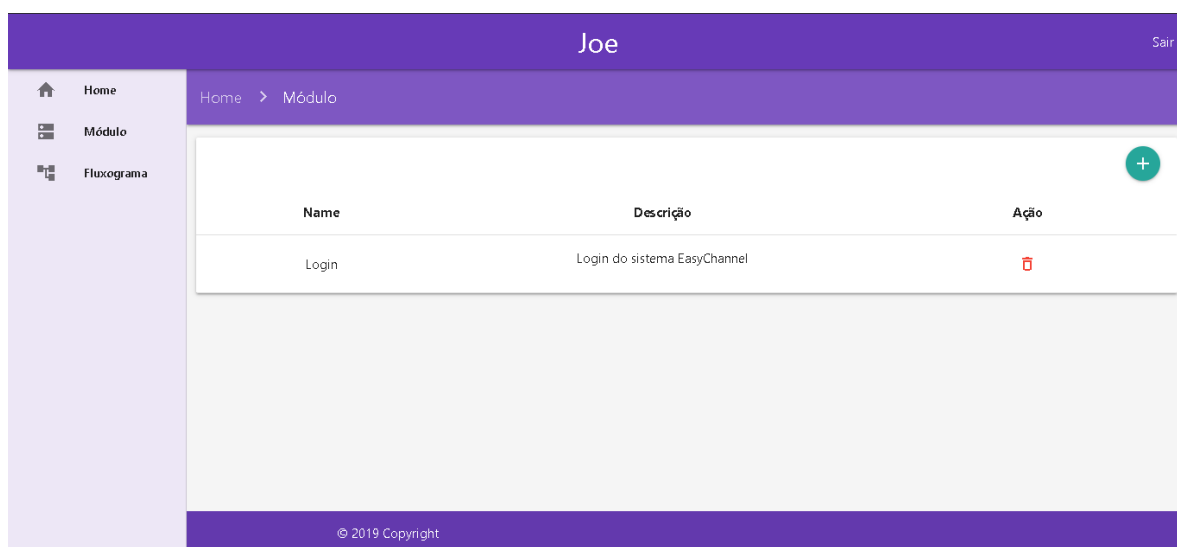 Joe
Sair
Home
Módulo
Fluxograma
Home > Módulo
Name Descrição Ação
Login Login do sistema EasyChannel
© 2019 Copyright